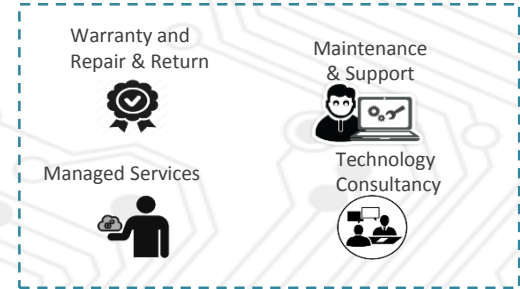 Warranty and
Repair & Return
Maintenance
& Support
Managed Services
Technology
Consultancy